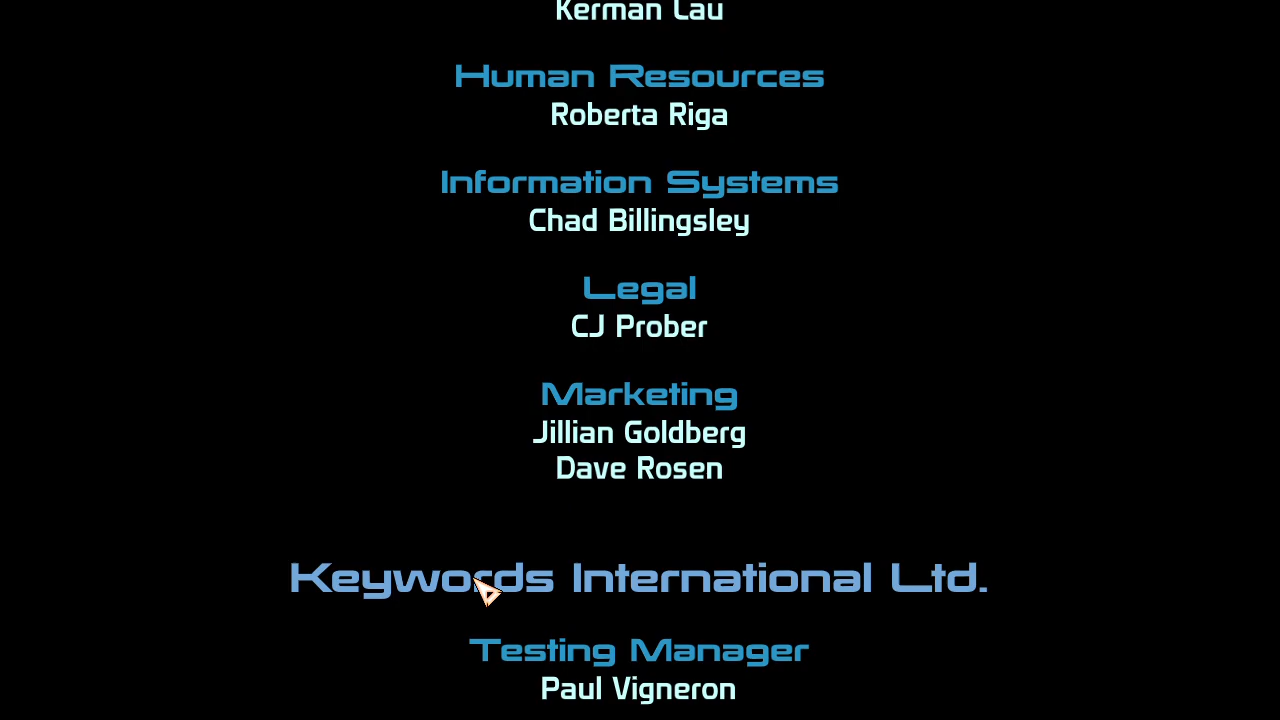 Kerman Lau
Human Resources
Roberta Riga
Information Systems
Chad Billingsley
Legal
CJ Prober
Marketing
Jillian Goldberg
Dave Rosen
Keywords International Ltd.
Testing Manager
Paul Vigneron